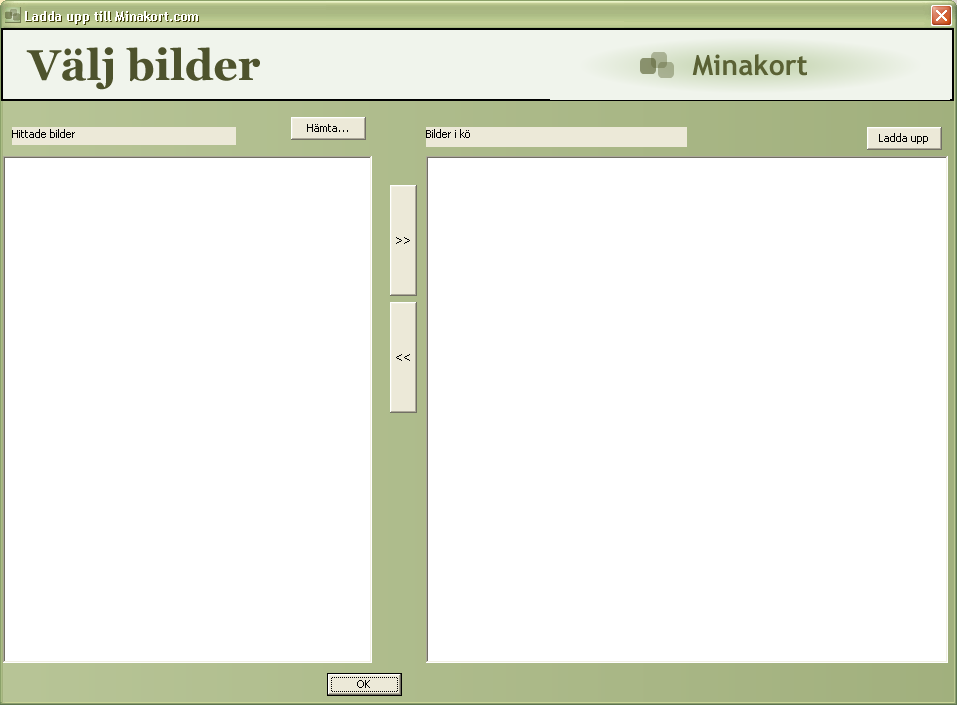 Ladda upp till Minakort.com
Välj bilder
Minakort
Hittade bilder
Hämta...
Bilder i kö
Ladda upp
>>
<<
OK